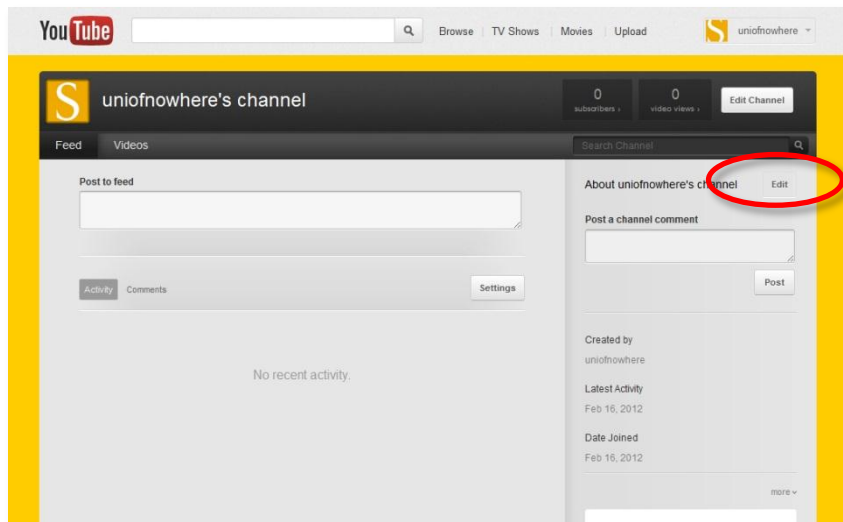 YouTube
Browse TV Shows Movies Upload
S uniofnowhere
S uniofnowhere's channel
0 subscribers ›
0 video views ›
Edit Channel
Feed Videos
Search Channel
Post to feed
Activity Comments
Settings
No recent activity.
About uniofnowhere's channel Edit
Post a channel comment
Post
Created by
uniofnowhere
Latest Activity
Feb 16, 2012
Date Joined
Feb 16, 2012
more